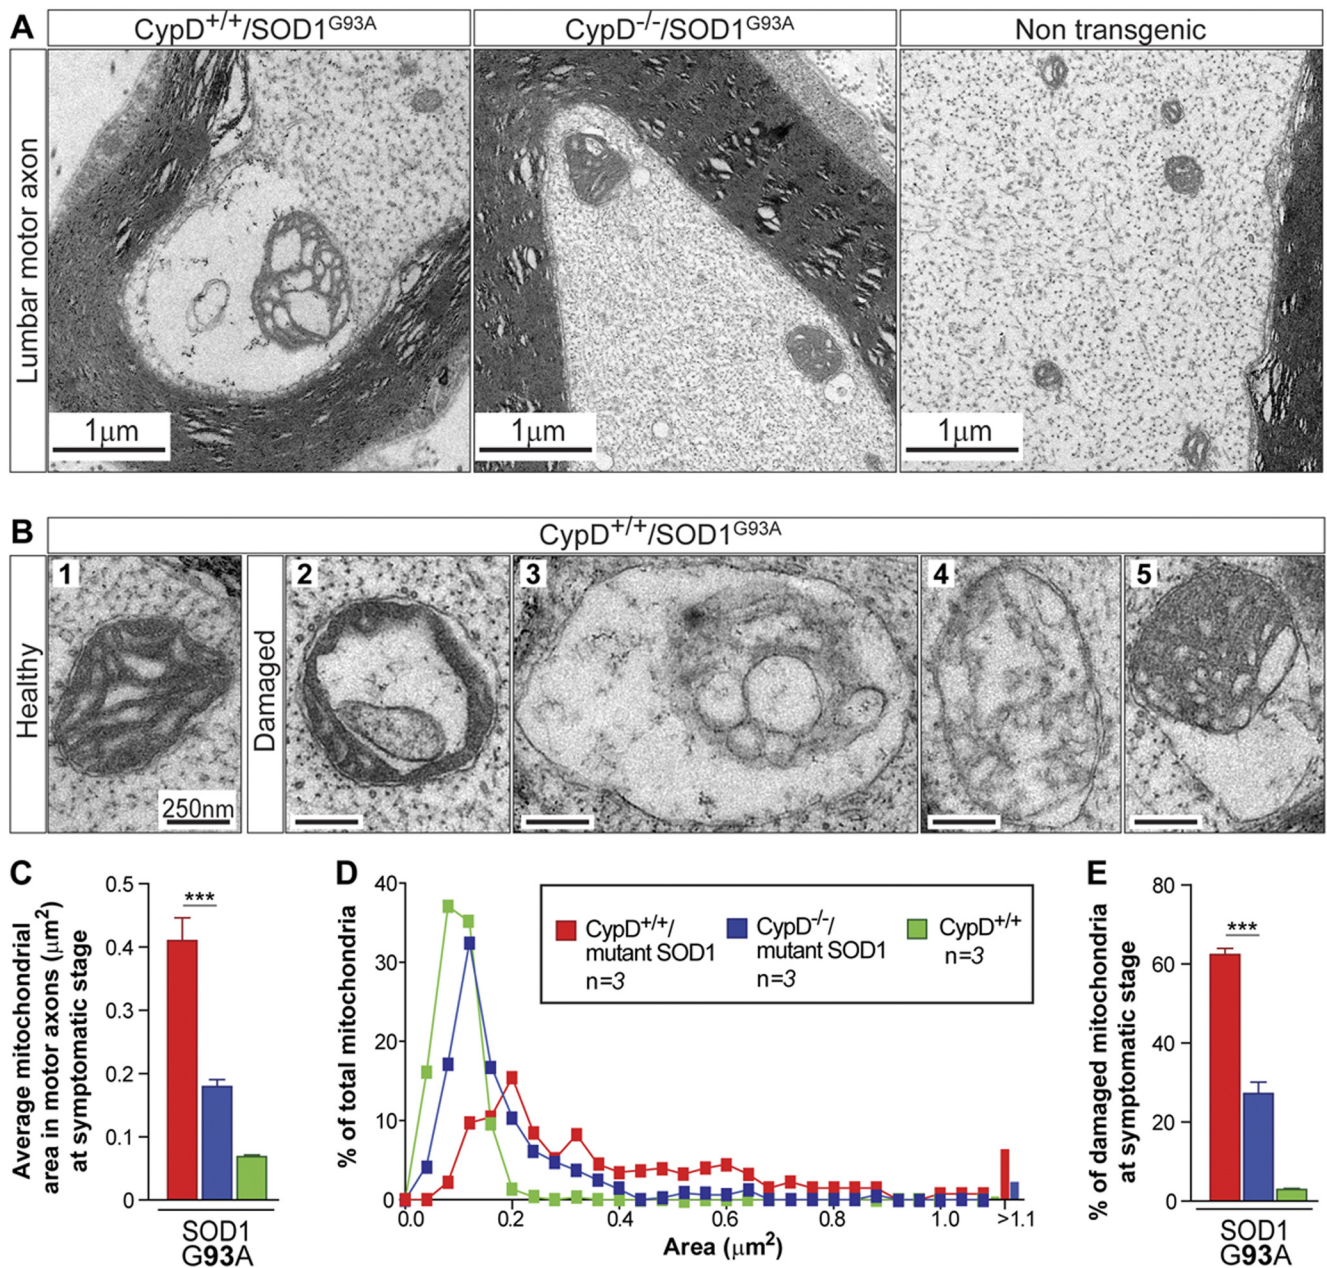 A
CypD+/+/SOD1G93A
CypD-/-/SOD1G93A
Non transgenic
Lumbar motor axon
1μm
1μm
1μm
B
CypD+/+/SOD1G93A
Healthy
1
250nm
Damaged
2
3
4
5
C
Average mitochondrial
area in motor axons (μm2)
at symptomatic stage
0.5
0.4
0.3
0.2
0.1
0
***
SOD1
G93A
D
% of total mitochondria
40
30
20
10
0
CypD+/+/
mutant SOD1
n=3
CypD-/-/
mutant SOD1
n=3
CypD+/+
n=3
0.0
0.2
0.4
0.6
0.8
1.0
>1.1
Area (μm2)
E
% of damaged mitochondria
at symptomatic stage
80
60
40
20
0
***
SOD1
G93A